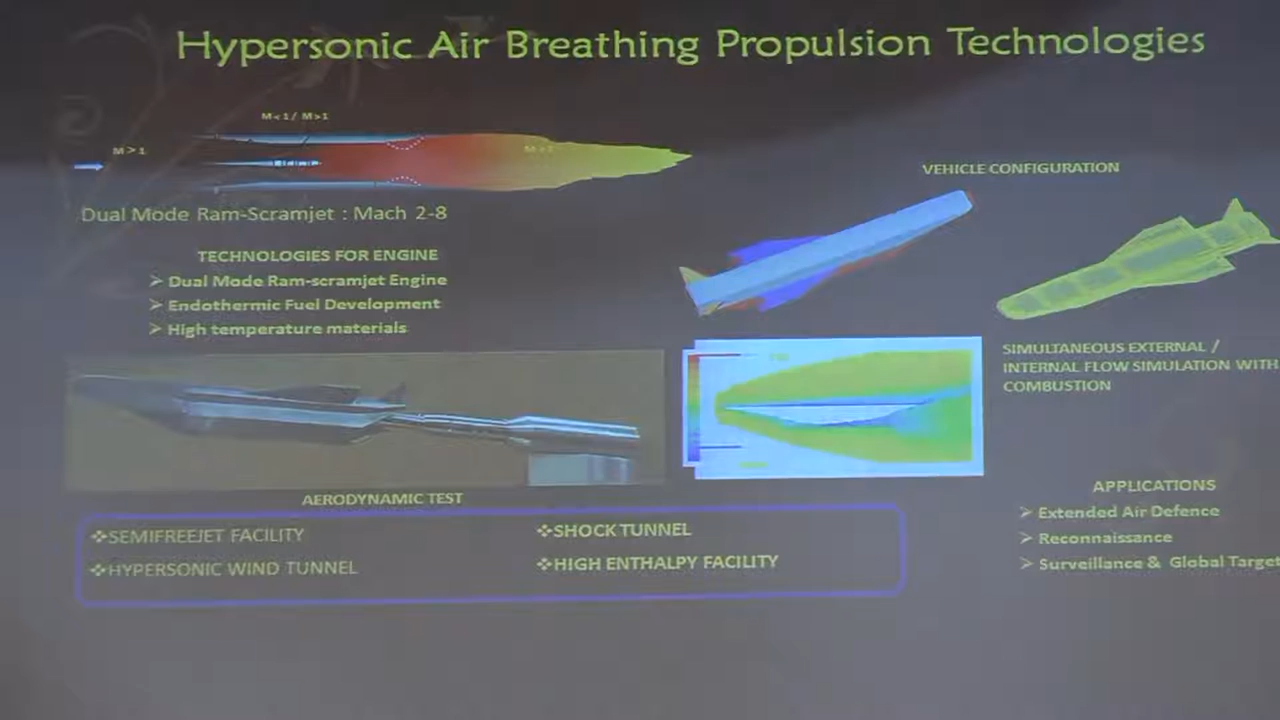 Hypersonic Air Breathing Propulsion Technologies
M<1/ M>1
M>1
Dual Mode Ram-Scramjet : Mach 2-8
TECHNOLOGIES FOR ENGINE
➢ Dual Mode Ram-scramjet Engine
➢ Endothermic Fuel Development
➢ High temperature materials
VEHICLE CONFIGURATION
SIMULTANEOUS EXTERNAL /
INTERNAL FLOW SIMULATION WITH
COMBUSTION
AERODYNAMIC TEST
❖SEMIFREEJET FACILITY
❖HYPERSONIC WIND TUNNEL
❖SHOCK TUNNEL
❖HIGH ENTHALPY FACILITY
APPLICATIONS
➢ Extended Air Defence
➢ Reconnaissance
➢ Surveillance & Global Target